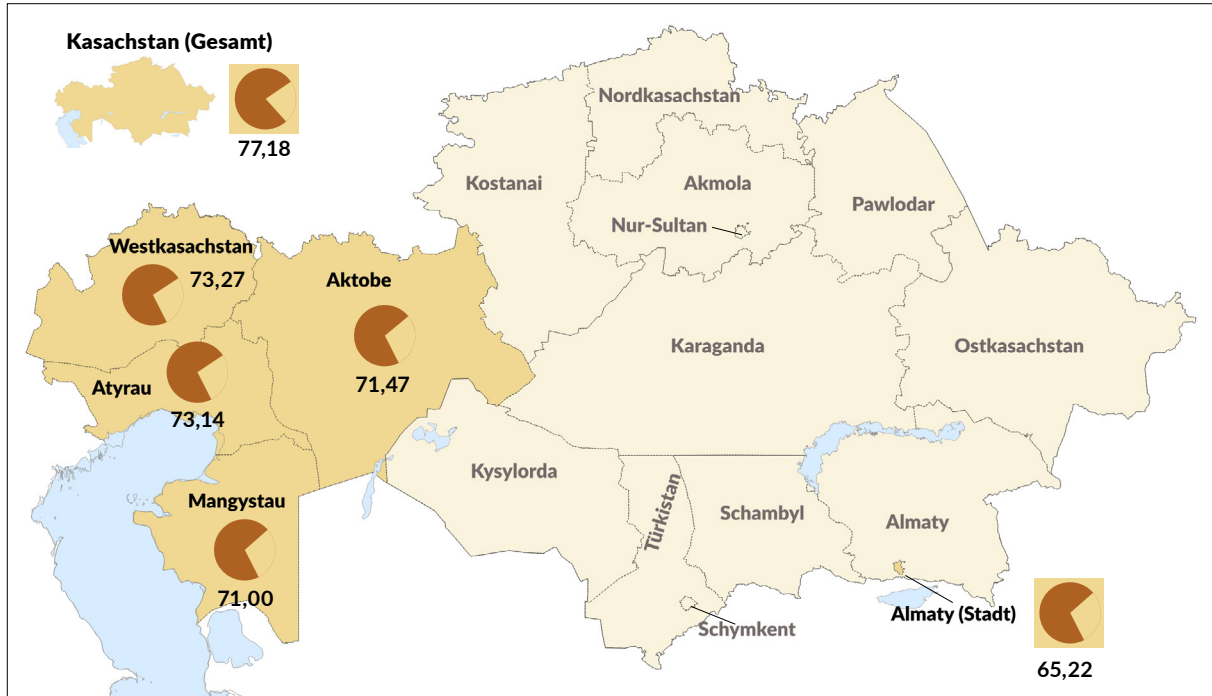 Kasachstan (Gesamt)
77,18
Nordkasachstan
Kostanai
Akmola
Pawlodar
Nur-Sultan
Westkasachstan
73,27
Aktobe
71,47
Atyrau
73,14
Karaganda
Ostkasachstan
Mangystau
71,00
Kysylorda
Türkistan
Schambyl
Almaty
Almaty (Stadt)
65,22
Schymkent